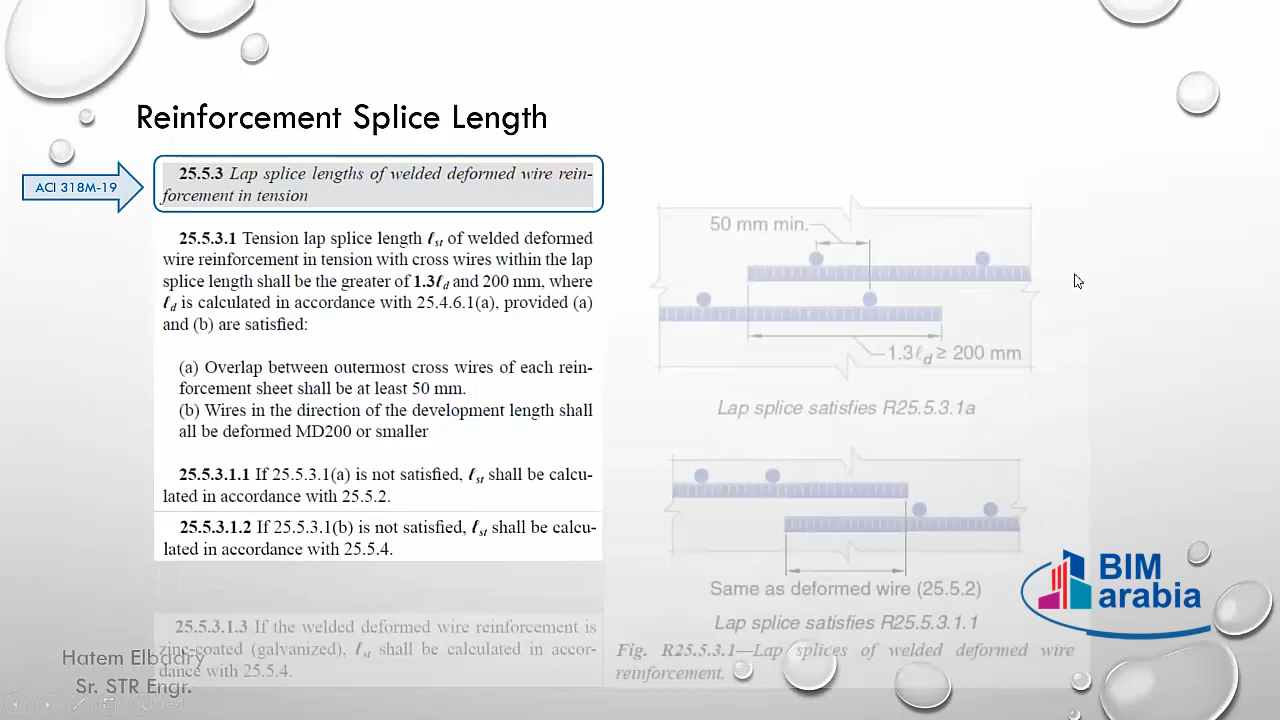 Reinforcement Splice Length
ACI 318M-19
25.5.3 Lap splice lengths of welded deformed wire rein-
forcement in tension
25.5.3.1 Tension lap splice length ℓst of welded deformed
wire reinforcement in tension with cross wires within the lap
splice length shall be the greater of 1.3ℓd and 200 mm, where
ℓd is calculated in accordance with 25.4.6.1(a), provided (a)
and (b) are satisfied:
(a) Overlap between outermost cross wires of each rein-
forcement sheet shall be at least 50 mm.
(b) Wires in the direction of the development length shall
all be deformed MD200 or smaller
25.5.3.1.1 If 25.5.3.1(a) is not satisfied, ℓst shall be calcu-
lated in accordance with 25.5.2.
25.5.3.1.2 If 25.5.3.1(b) is not satisfied, ℓst shall be calcu-
lated in accordance with 25.5.4.
25.5.3.1.3 If the welded deformed wire reinforcement is
zinc-coated (galvanized), ℓst shall be calculated in accor-
dance with 25.5.4.
50 mm min.
1.3ℓd ≥ 200 mm
Lap splice satisfies R25.5.3.1a
Same as deformed wire (25.5.2)
Lap splice satisfies R25.5.3.1.1
Fig. R25.5.3.1—Lap splices of welded deformed wire
reinforcement.
BIM
arabia
Hatem Elbadry
Sr. STR Engr.